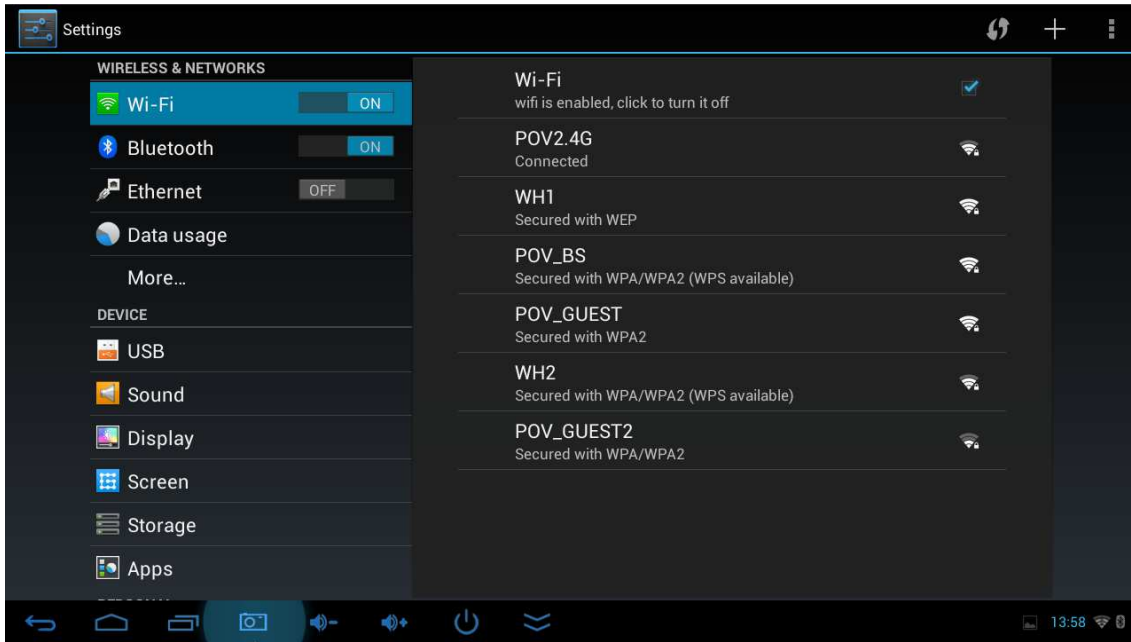 Settings
WIRELESS & NETWORKS
Wi-Fi
ON
Bluetooth
ON
Ethernet
OFF
Data usage
More...
DEVICE
USB
Sound
Display
Screen
Storage
Apps
Wi-Fi
wifi is enabled, click to turn it off
POV2.4G
Connected
WH1
Secured with WEP
POV_BS
Secured with WPA/WPA2 (WPS available)
POV_GUEST
Secured with WPA2
WH2
Secured with WPA/WPA2 (WPS available)
POV_GUEST2
Secured with WPA/WPA2
13:58